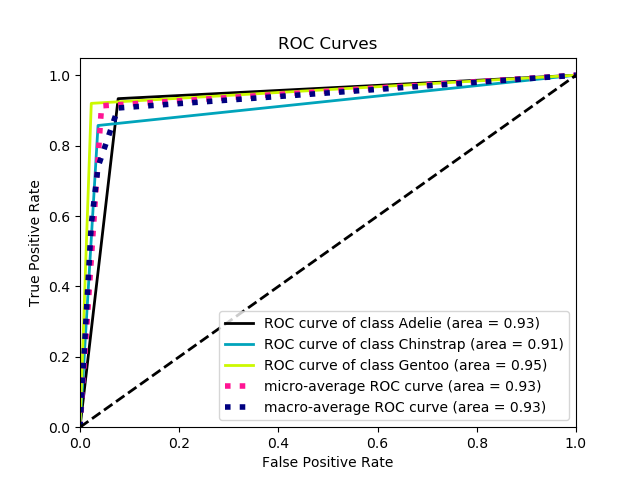 ROC Curves
1.0
0.8
0.6
0.4
0.2
0.0
True Positive Rate
ROC curve of class Adelie (area = 0.93)
ROC curve of class Chinstrap (area = 0.91)
ROC curve of class Gentoo (area = 0.95)
micro-average ROC curve (area = 0.93)
macro-average ROC curve (area = 0.93)
0.0 0.2 0.4 0.6 0.8 1.0
False Positive Rate